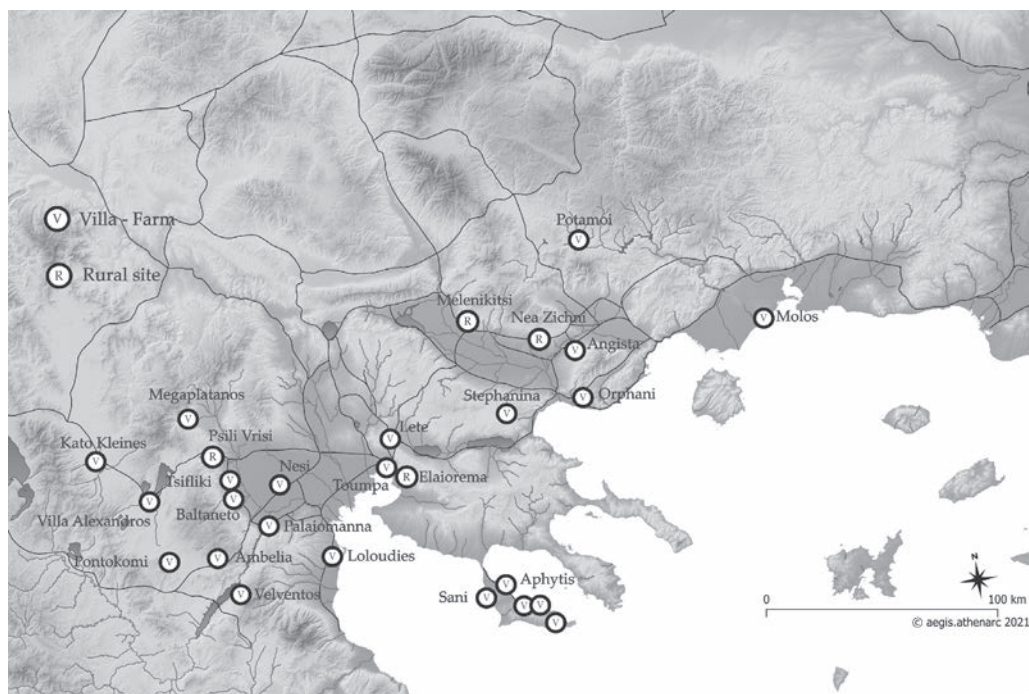 V Villa - Farm
R Rural site
Potamoi
V
Melenikitsi
R
Nea Zichni
R
V Molos
V Angista
Megaplatanos
V
Stephanina
V
Orphani
V
Kato Kleines
V
Psili Vrisi
R
Lete
V
Tsifliki
V
Nesi
V
Toumpa
V
R Elaiorema
Villa Alexandros
V
Baltaneto
V
V Palaiomanna
Pontokomi
V
V Ambelia
V Loloudies
V Velventos
Aphytis
V
Sani
V
V
V
V
N
0
100 km
© aegis.athenarc 2021